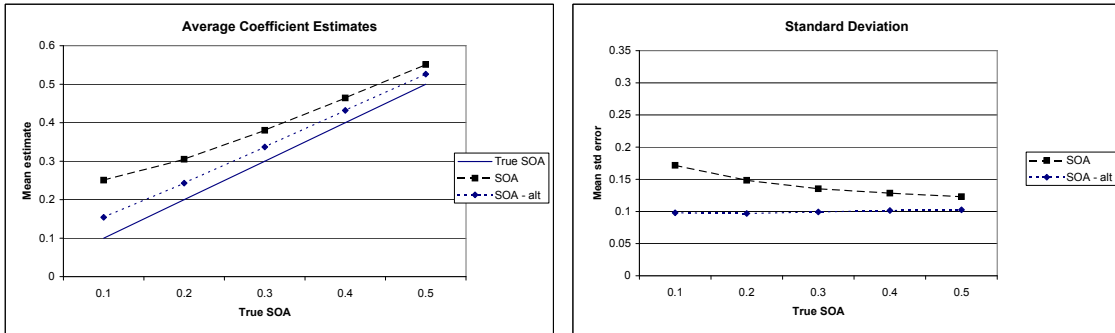 Average Coefficient Estimates
0.6
0.5
0.4
0.3
0.2
0.1
0
Mean estimate
0.1 0.2 0.3 0.4 0.5
True SOA
True SOA
SOA
SOA - alt
Standard Deviation
0.35
0.3
0.25
0.2
0.15
0.1
0.05
0
Mean std error
0.1 0.2 0.3 0.4 0.5
True SOA
SOA
SOA - alt